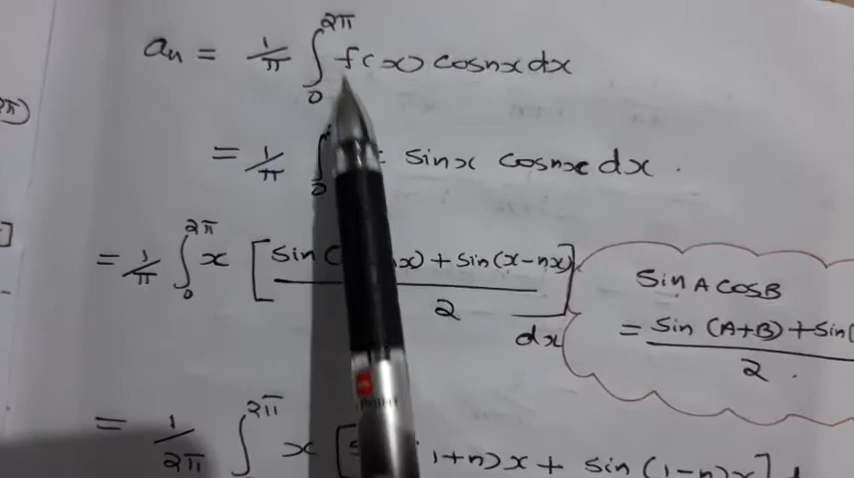 aₙ = 1/π ∫₀^2π f(x) cosnx dx
= 1/π ∫₀ sinx cosnx dx.
= 1/π ∫₀^2π x [sin( x) + sin(x-nx)]/2 dx
sinA cosB
= sin(A+B) + sin(
2.
= 1/2π ∫^2π x [ 1+n)x + sin(1-n)x]